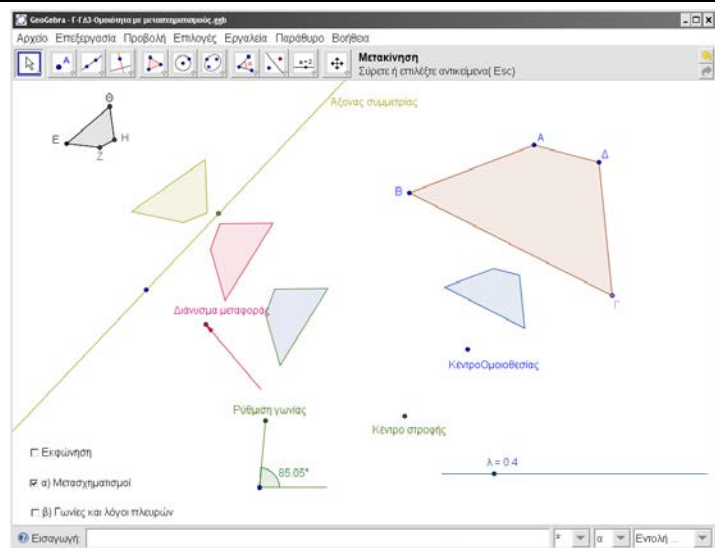 GeoGebra - Γ-ΓΔ3-Ομοιότητα με μετασχηματισμούς.ggb
Αρχείο Επεξεργασία Προβολή Επιλογές Εργαλεία Παράθυρο Βοήθεια
Μετακίνηση
Σύρετε ή επιλέξτε αντικείμενα( Esc)
Άξονας συμμετρίας
Θ
Ε
Η
Ζ
Α
Δ
Β
Γ
Διάνυσμα μεταφοράς
ΚέντροΟμοιοθεσίας
Ρύθμιση γωνίας
Κέντρο στροφής
85.05°
λ = 0.4
Εκφώνηση
α) Μετασχηματισμοί
β) Γωνίες και λόγοι πλευρών
Εισαγωγή:
α
Εντολή ...